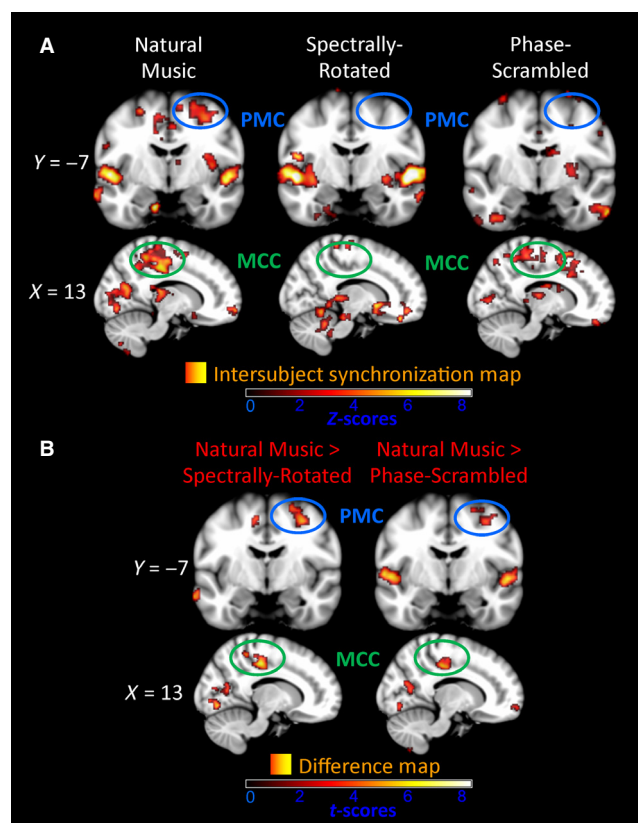 A
Natural
Music
Spectrally-
Rotated
Phase-
Scrambled
PMC
PMC
Y = –7
MCC
MCC
X = 13
Intersubject synchronization map
0 2 4 6 8
Z-scores
B
Natural Music >
Spectrally-Rotated
Natural Music >
Phase-Scrambled
PMC
Y = –7
MCC
X = 13
Difference map
0 2 4 6 8
t-scores